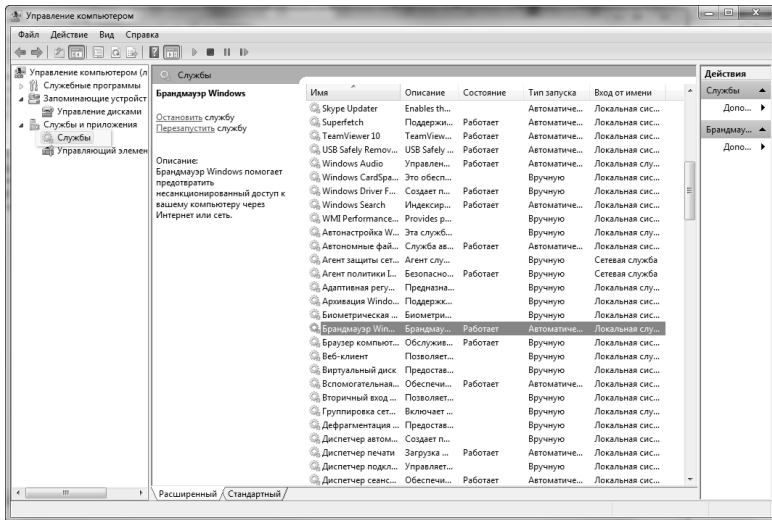 Управление компьютером
Файл Действие Вид Справка
Управление компьютером (л
Служебные программы
Запоминающие устройст
Управление дисками
Службы и приложения
Службы
Управляющий элемен
Службы
Брандмауэр Windows
Остановить службу
Перезапустить службу
Описание:
Брандмауэр Windows помогает
предотвратить
несанкционированный доступ к
вашему компьютеру через
Интернет или сеть.
Имя Описание Состояние Тип запуска Вход от имени
Skype Updater Enables th... Автоматиче... Локальная сис...
Superfetch Поддержи... Работает Автоматиче... Локальная сис...
TeamViewer 10 TeamView... Работает Автоматиче... Локальная сис...
USB Safely Remov... USB Safely ... Работает Автоматиче... Локальная сис...
Windows Audio Управлен... Работает Автоматиче... Локальная слу...
Windows CardSpa... Это обесп... Вручную Локальная сис...
Windows Driver F... Создает п... Работает Вручную Локальная сис...
Windows Search Индексир... Работает Автоматиче... Локальная сис...
WMI Performance... Provides p... Вручную Локальная сис...
Автонастройка W... Эта служб... Вручную Локальная слу...
Автономные фай... Служба ав... Работает Автоматиче... Локальная сис...
Агент защиты сет... Агент слу... Вручную Сетевая служба
Агент политики I... Безопасно... Работает Вручную Сетевая служба
Адаптивная регу... Предназна... Вручную Локальная слу...
Архивация Windo... Поддержк... Вручную Локальная сис...
Биометрическая ... Биометри... Вручную Локальная сис...
Брандмауэр Win... Брандмау... Работает Автоматиче... Локальная слу...
Браузер компьют... Обслужив... Работает Вручную Локальная сис...
Веб-клиент Позволяет... Вручную Локальная слу...
Виртуальный диск Предостав... Вручную Локальная сис...
Вспомогательная... Обеспечи... Работает Автоматиче... Локальная сис...
Вторичный вход ... Позволяет... Вручную Локальная сис...
Группировка сет... Включает ... Вручную Локальная слу...
Дефрагментация ... Предостав... Вручную Локальная сис...
Диспетчер автом... Создает п... Вручную Локальная сис...
Диспетчер печати Загрузка ... Работает Автоматиче... Локальная сис...
Диспетчер подкл... Управляет... Вручную Локальная сис...
Диспетчер сеанс... Обеспечи... Работает Автоматиче... Локальная сис...
Расширенный Стандартный
Действия
Службы
Допо...
Брандмау...
Допо...